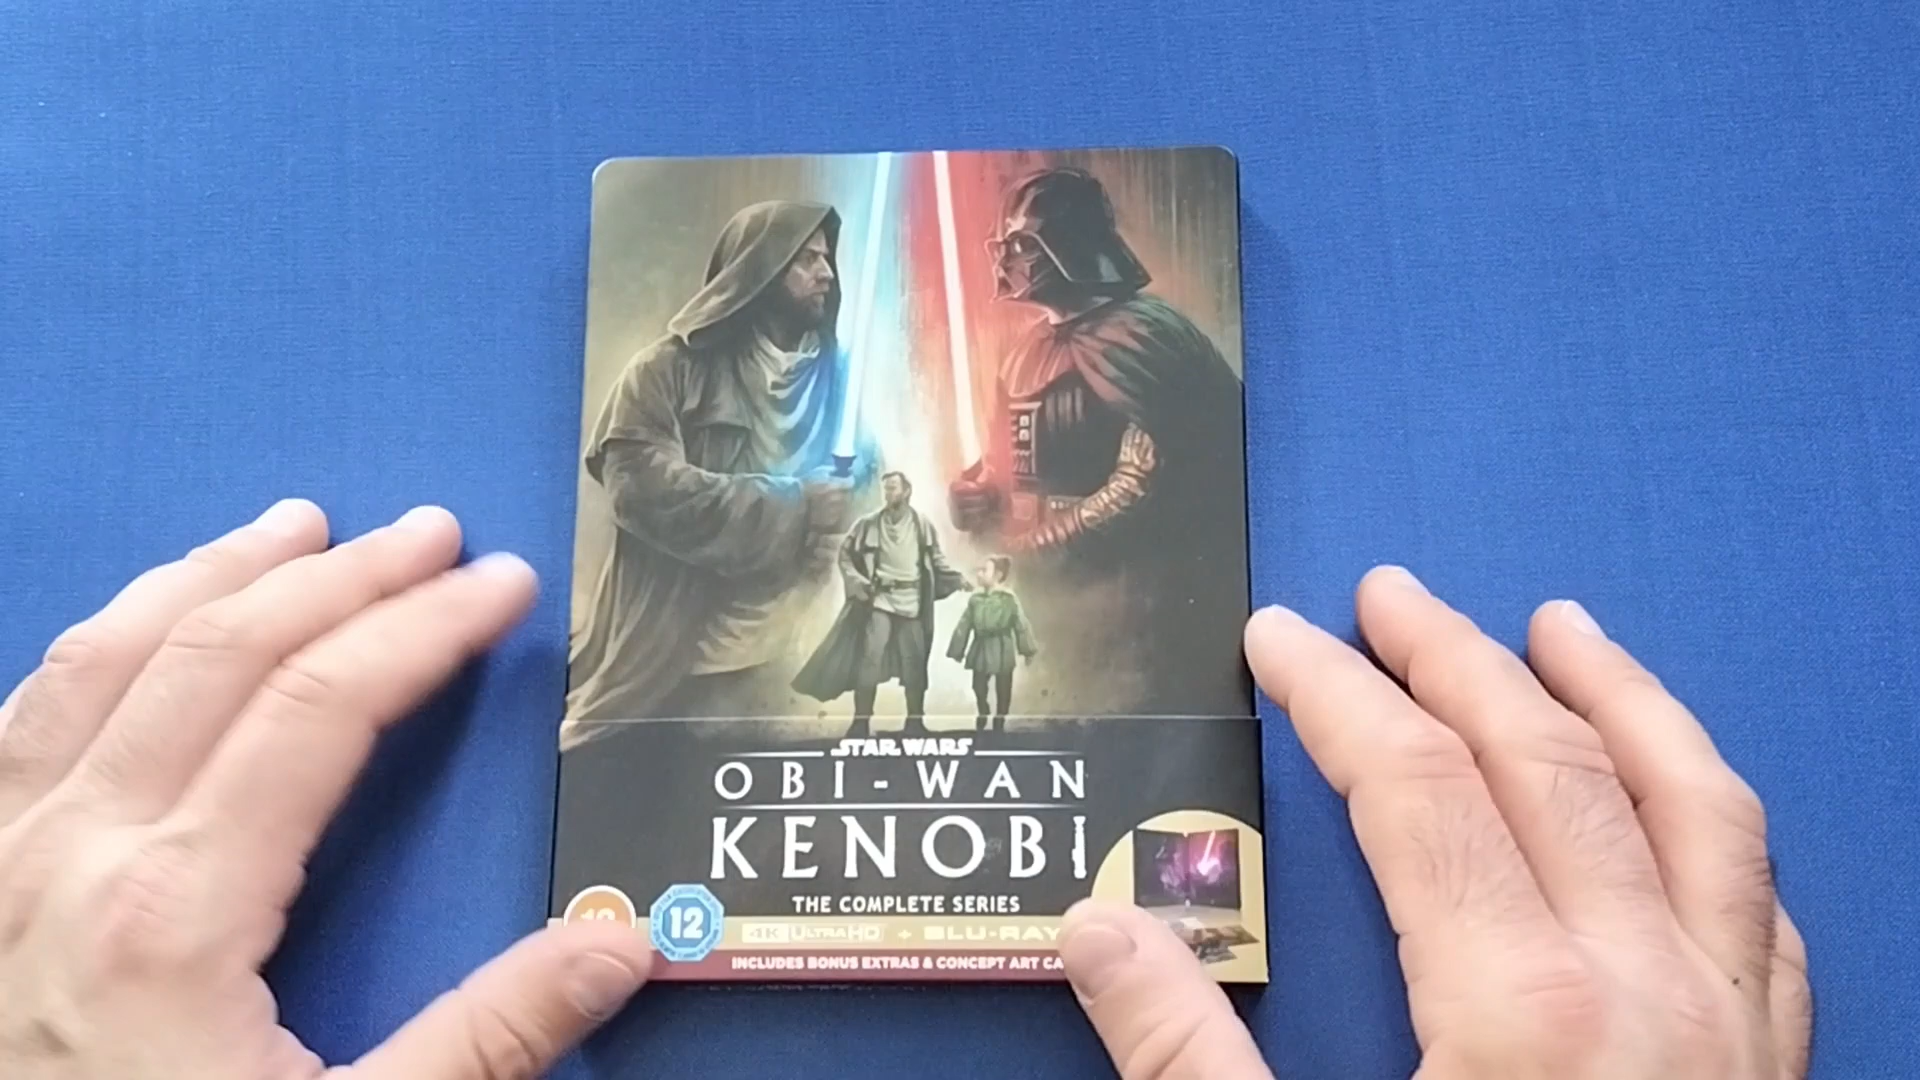 STAR WARS
OBI-WAN
KENOBI
THE COMPLETE SERIES
12
12
4K ULTRA HD + BLU-RAY
INCLUDES BONUS EXTRAS & CONCEPT ART